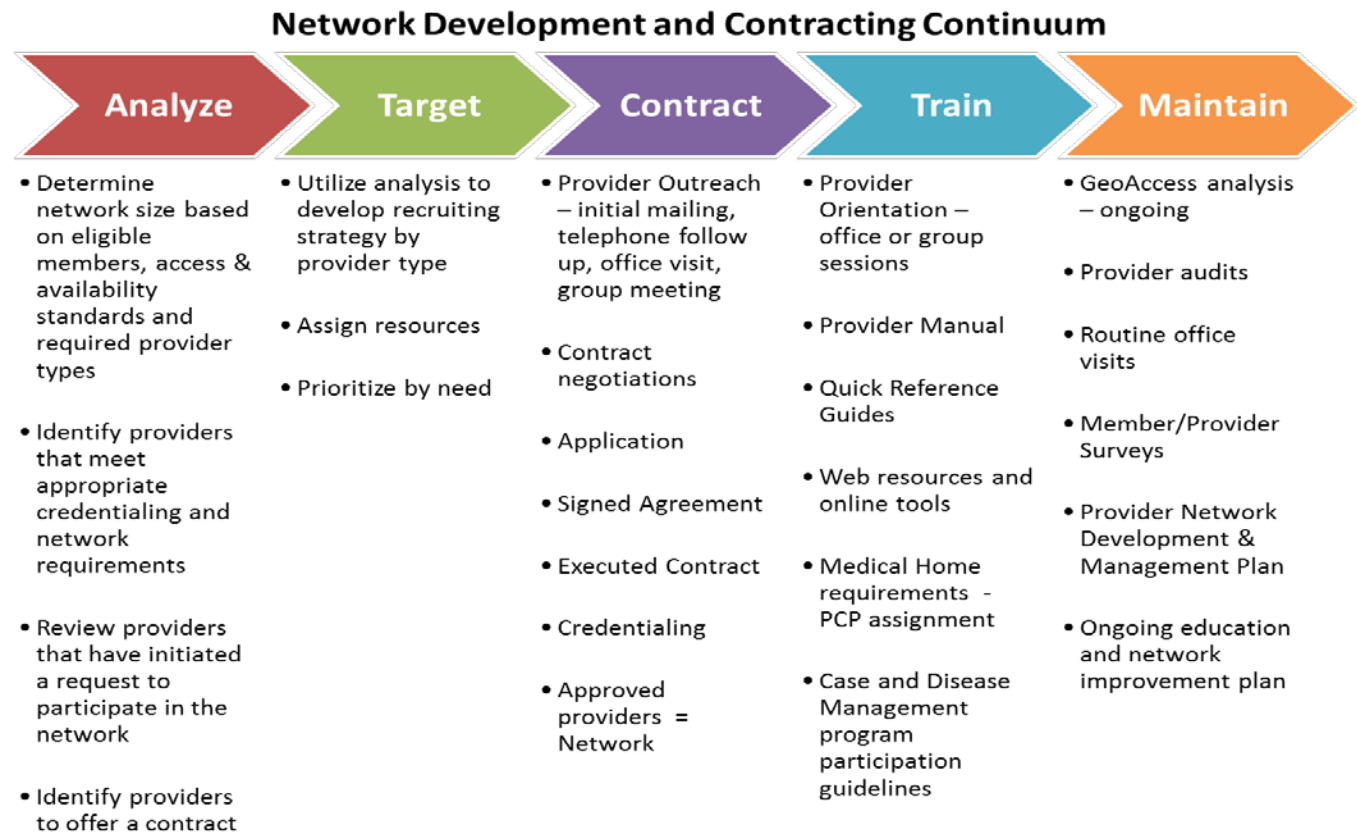 Network Development and Contracting Continuum
Analyze
• Determine
network size based
on eligible
members, access &
availability
standards and
required provider
types
• Identify providers
that meet
appropriate
credentialing and
network
requirements
• Review providers
that have initiated
a request to
participate in the
network
• Identify providers
to offer a contract
Target
• Utilize analysis to
develop recruiting
strategy by
provider type
• Assign resources
• Prioritize by need
Contract
• Provider Outreach
– initial mailing,
telephone follow
up, office visit,
group meeting
• Contract
negotiations
• Application
• Signed Agreement
• Executed Contract
• Credentialing
• Approved
providers =
Network
Train
• Provider
Orientation –
office or group
sessions
• Provider Manual
• Quick Reference
Guides
• Web resources and
online tools
• Medical Home
requirements -
PCP assignment
• Case and Disease
Management
program
participation
guidelines
Maintain
• GeoAccess analysis
– ongoing
• Provider audits
• Routine office
visits
• Member/Provider
Surveys
• Provider Network
Development &
Management Plan
• Ongoing education
and network
improvement plan